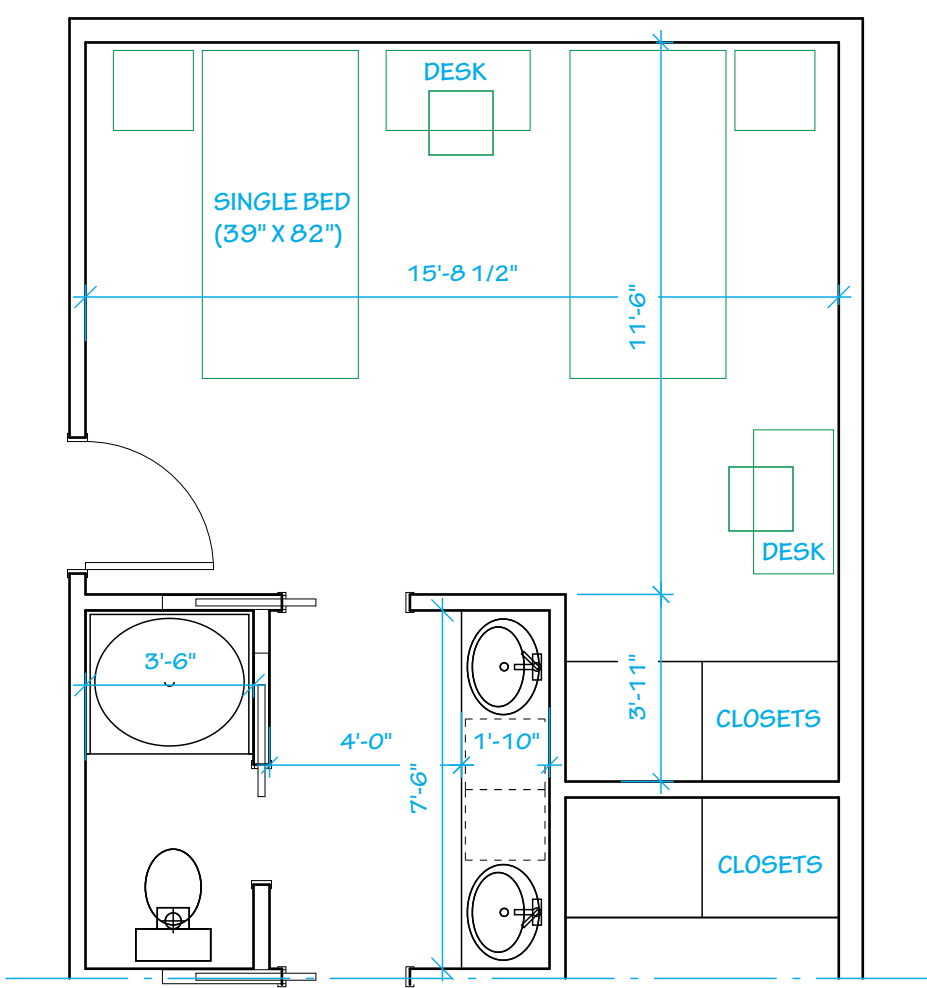 DESK
SINGLE BED
(39" X 82")
15'-8 1/2"
11'-6"
DESK
3'-6"
3'-11"
CLOSETS
4'-0"
1'-10"
7'-6"
CLOSETS